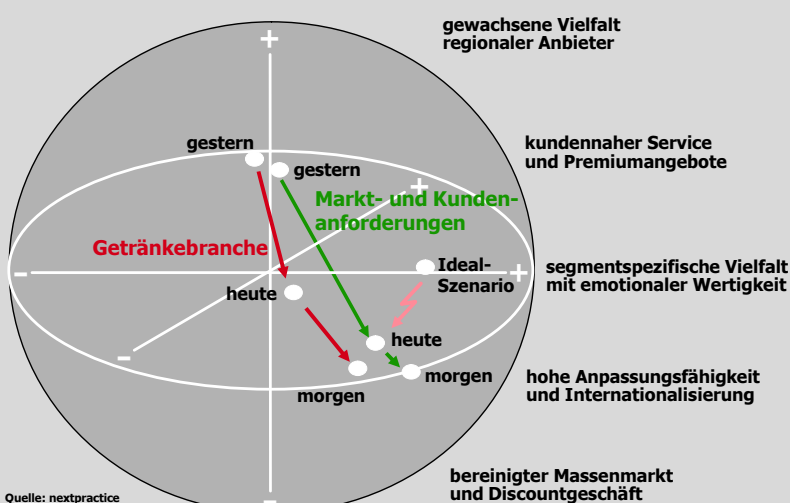 gewachsene Vielfalt
regionaler Anbieter
+
gestern
gestern
kundennaher Service
und Premiumangebote
+
Markt- und Kunden-
anforderungen
Getränkebranche
-
Ideal-
Szenario
+
segmentspezifische Vielfalt
mit emotionaler Wertigkeit
heute
heute
-
morgen
morgen
hohe Anpassungsfähigkeit
und Internationalisierung
bereinigter Massenmarkt
und Discountgeschäft
-
Quelle: nextpractice